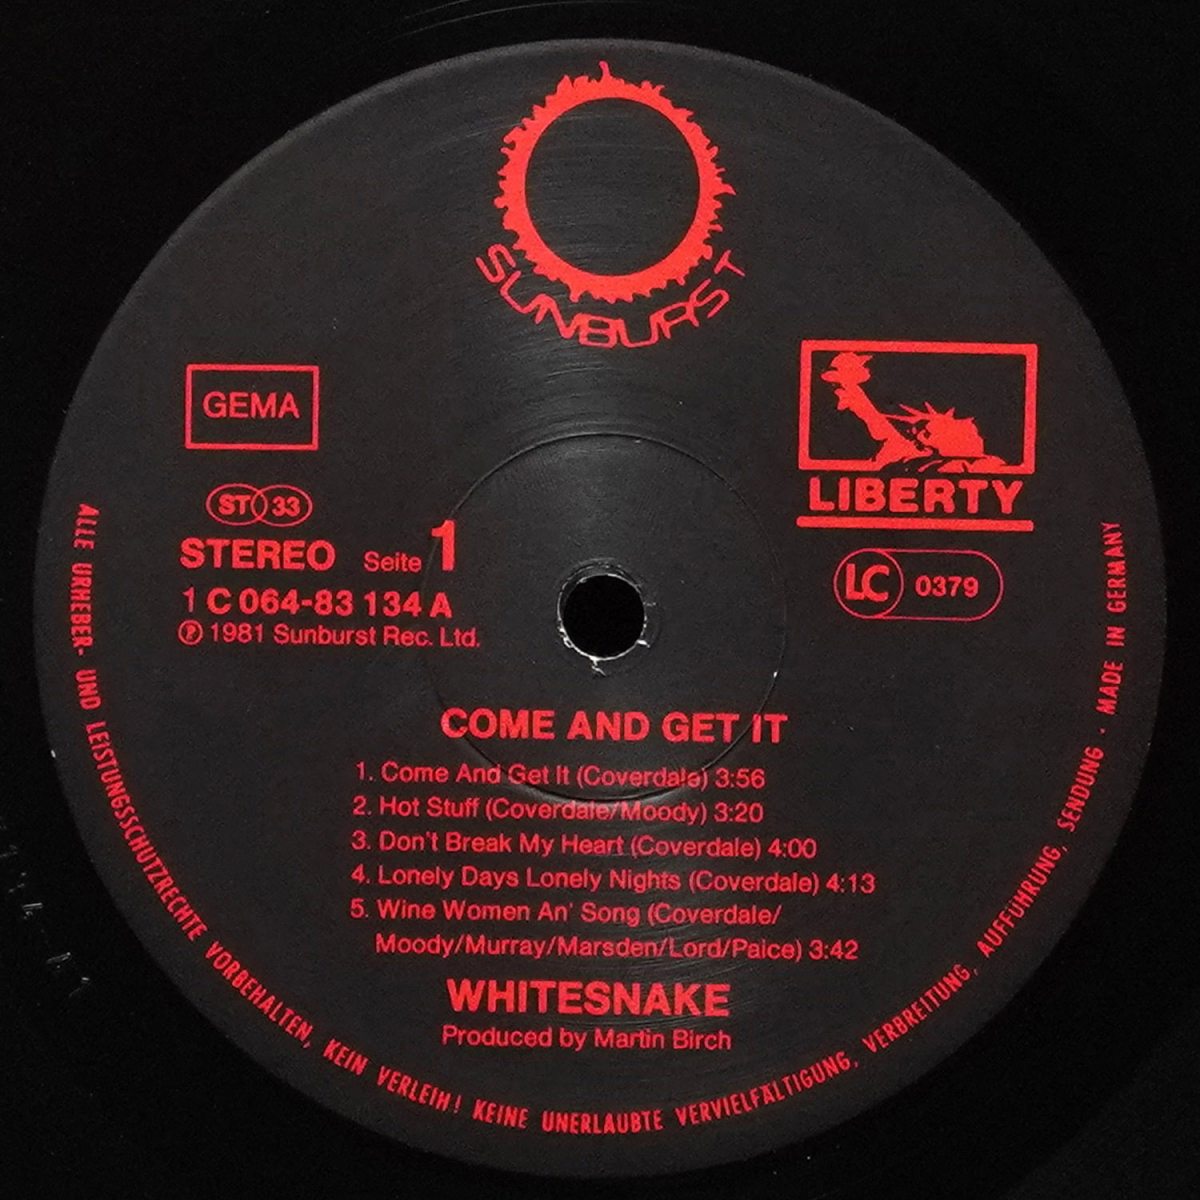 SUNBURST
GEMA
LIBERTY
ST 33
STEREO Seite 1
LC 0379
1 C 064-83 134 A
℗ 1981 Sunburst Rec. Ltd.
COME AND GET IT
1. Come And Get It (Coverdale) 3:56
2. Hot Stuff (Coverdale/Moody) 3:20
3. Don't Break My Heart (Coverdale) 4:00
4. Lonely Days Lonely Nights (Coverdale) 4:13
5. Wine Women An' Song (Coverdale/
Moody/Murray/Marsden/Lord/Paice) 3:42
WHITESNAKE
Produced by Martin Birch
ALLE URHEBER- UND LEISTUNGSSCHUTZRECHTE VORBEHALTEN, KEIN VERLEIH! KEINE UNERLAUBTE VERVIELFÄLTIGUNG, VERBREITUNG, AUFFÜHRUNG, SENDUNG · MADE IN GERMANY